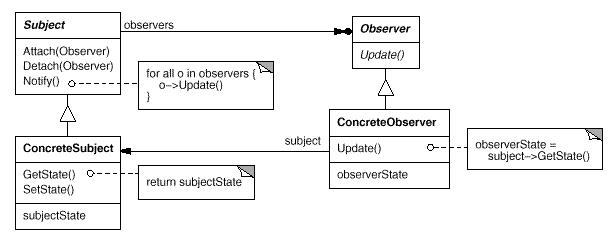 Subject
observers
Observer
Attach(Observer)
Detach(Observer)
Notify()
for all o in observers {
o->Update()
}
Update()
ConcreteSubject
subject
ConcreteObserver
GetState()
SetState()
return subjectState
subjectState
Update()
observerState
observerState =
subject->GetState()